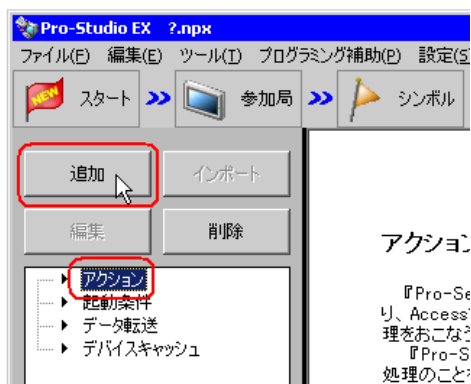 Pro-Studio EX ?.npx
ファイル(F) 編集(E) ツール(T) プログラミング補助(P) 設定(S
NEW スタート 参加局 シンボル
追加 インポート
編集 削除
アクション
起動条件
データ転送
デバイスキャッシュ
アクション
『Pro-Se
り、Access
理をおこなう
『Pro-S
処理のことを